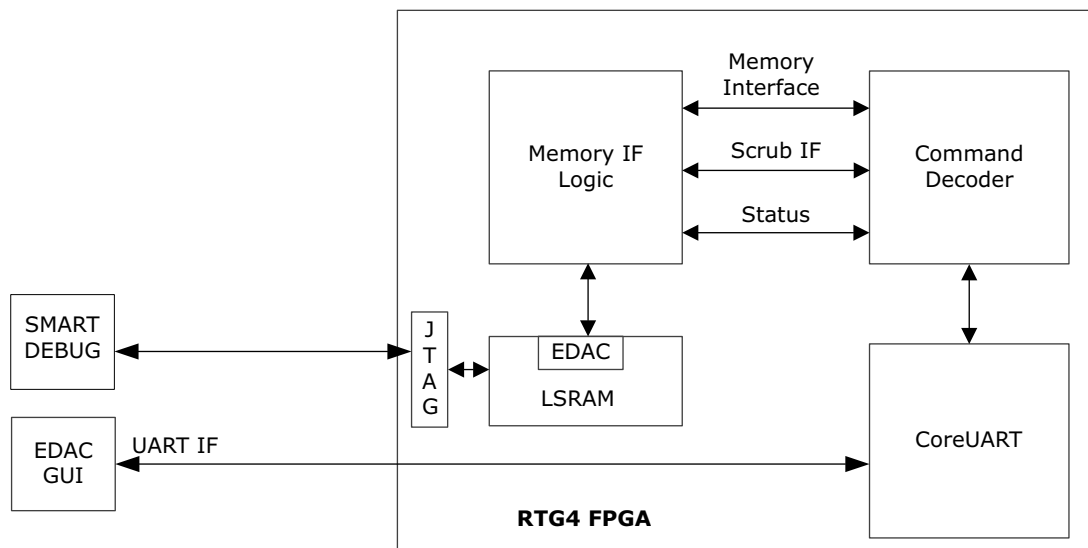 Memory
Interface
Memory IF
Logic
Scrub IF
Command
Decoder
Status
SMART
DEBUG
J
T
A
G
EDAC
LSRAM
EDAC
GUI
UART IF
CoreUART
RTG4 FPGA